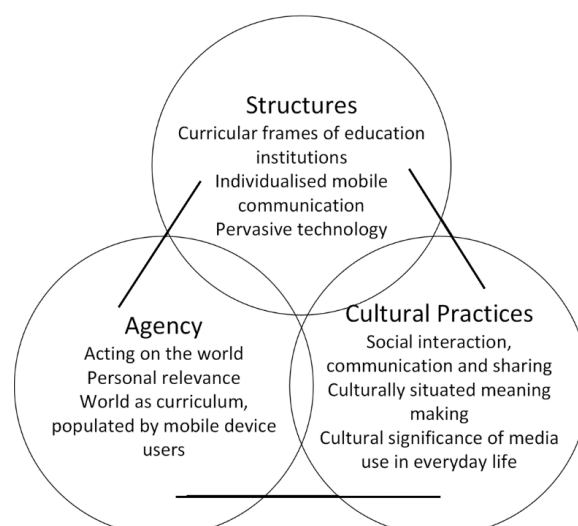 Structures
Curricular frames of education
institutions
Individualised mobile
communication
Pervasive technology
Agency
Acting on the world
Personal relevance
World as curriculum,
populated by mobile device
users
Cultural Practices
Social interaction,
communication and sharing
Culturally situated meaning
making
Cultural significance of media
use in everyday life